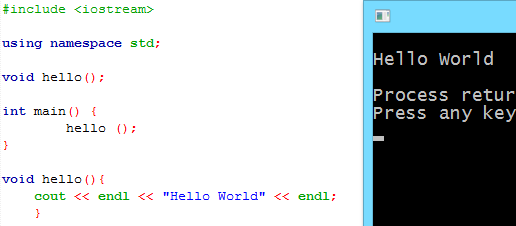 #include <iostream>
using namespace std;
void hello();
int main() {
hello ();
}
void hello(){
cout << endl << "Hello World" << endl;
}
Hello World
Process retur
Press any key